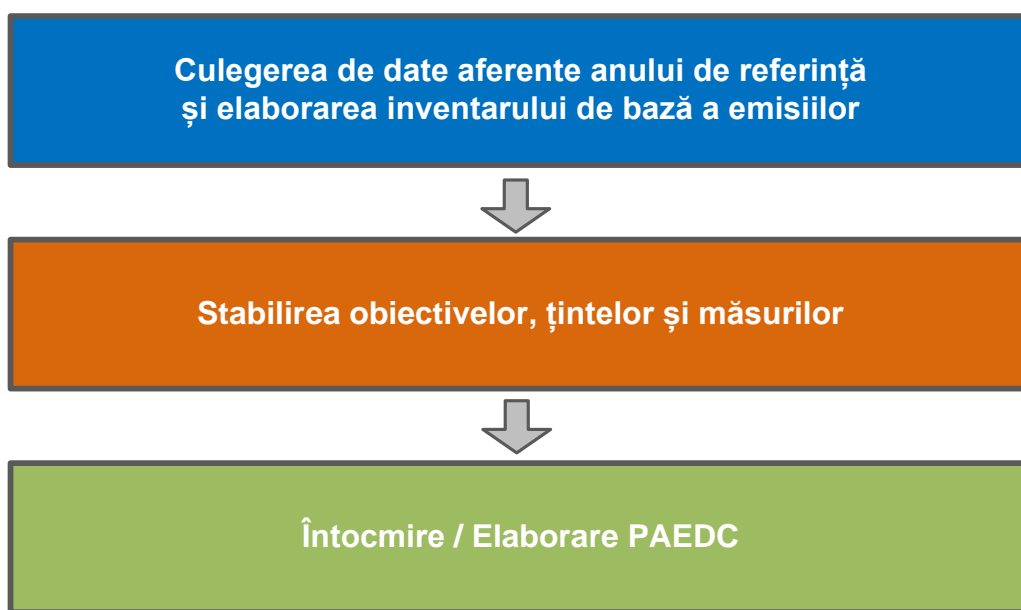 Culegerea de date aferente anului de referință
și elaborarea inventarului de bază a emisiilor
Stabilirea obiectivelor, țintelor și măsurilor
Întocmire / Elaborare PAEDC